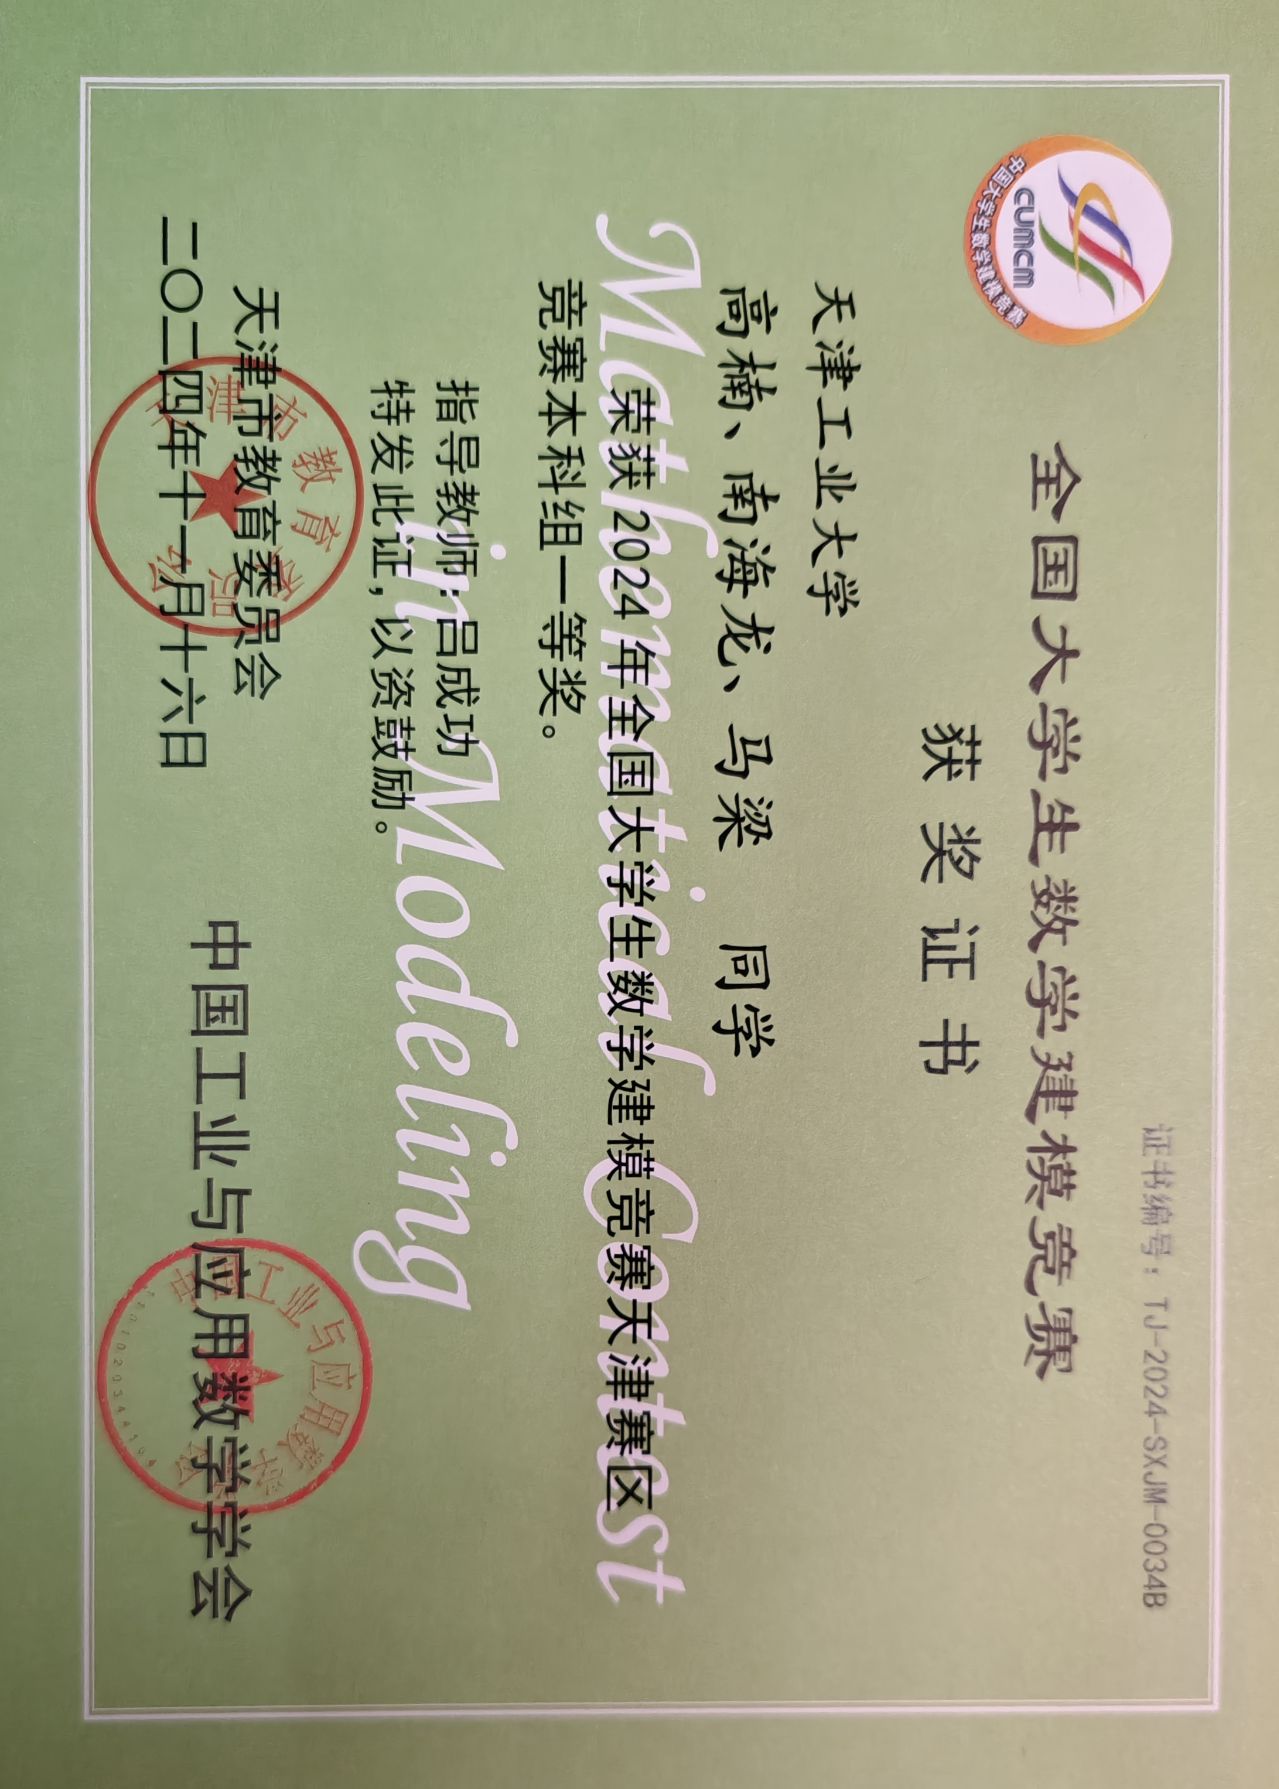 证书编号：TJ-2024-SXJM-0034B
CUMCM
中国大学生数学建模竞赛
全国大学生数学建模竞赛
获奖证书
天津工业大学
高楠、南海龙、马梁 同学
Mathematical Contest
荣获 2024 年全国大学生数学建模竞赛天津赛区
竞赛本科组一等奖。
in Modeling
指导教师：吕成功
特发此证，以资鼓励。
天津市教育委员会
天津市教育委员会
二〇二四年十一月十六日
中国工业与应用数学学会
中国工业与应用数学学会